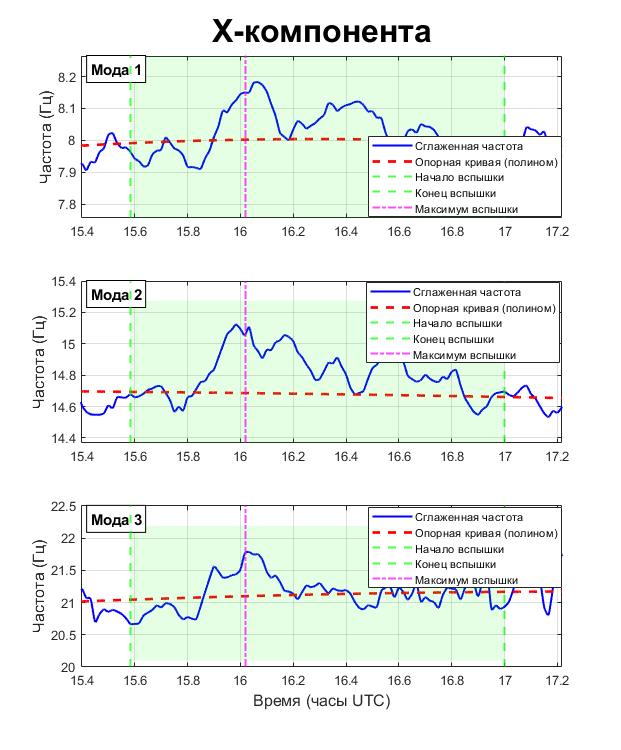 X-компонента
Мода 1
Частота (Гц)
8.2
8.1
8
7.9
7.8
Сглаженная частота
Опорная кривая (полином)
Начало вспышки
Конец вспышки
Максимум вспышки
15.4 15.6 15.8 16 16.2 16.4 16.6 16.8 17 17.2
Мода 2
Частота (Гц)
15.4
15.2
15
14.8
14.6
14.4
Сглаженная частота
Опорная кривая (полином)
Начало вспышки
Конец вспышки
Максимум вспышки
15.4 15.6 15.8 16 16.2 16.4 16.6 16.8 17 17.2
Мода 3
Частота (Гц)
22.5
22
21.5
21
20.5
20
Сглаженная частота
Опорная кривая (полином)
Начало вспышки
Конец вспышки
Максимум вспышки
15.4 15.6 15.8 16 16.2 16.4 16.6 16.8 17 17.2
Время (часы UTC)